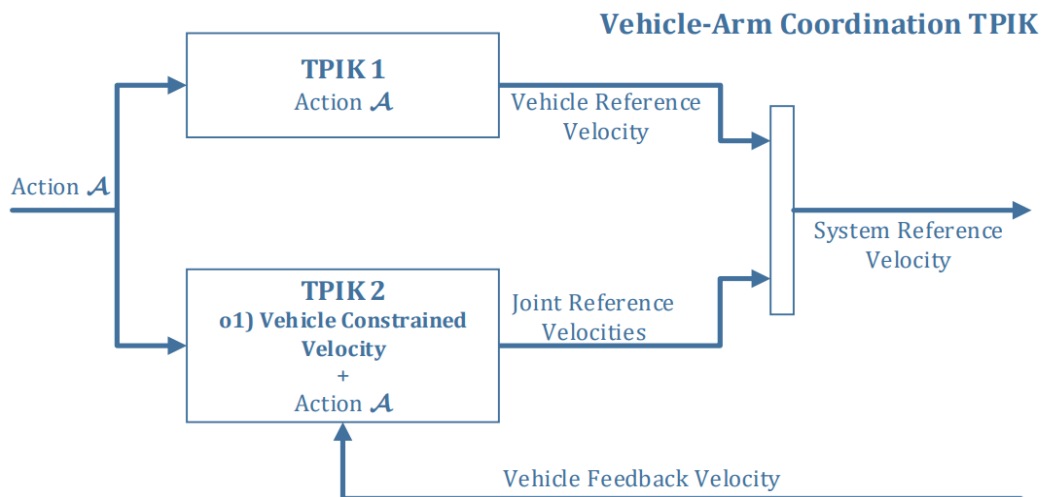 Vehicle-Arm Coordination TPIK
TPIK 1
Action 𝒜
Vehicle Reference
Velocity
Action 𝒜
System Reference
Velocity
TPIK 2
o1) Vehicle Constrained
Velocity
+
Action 𝒜
Joint Reference
Velocities
Vehicle Feedback Velocity